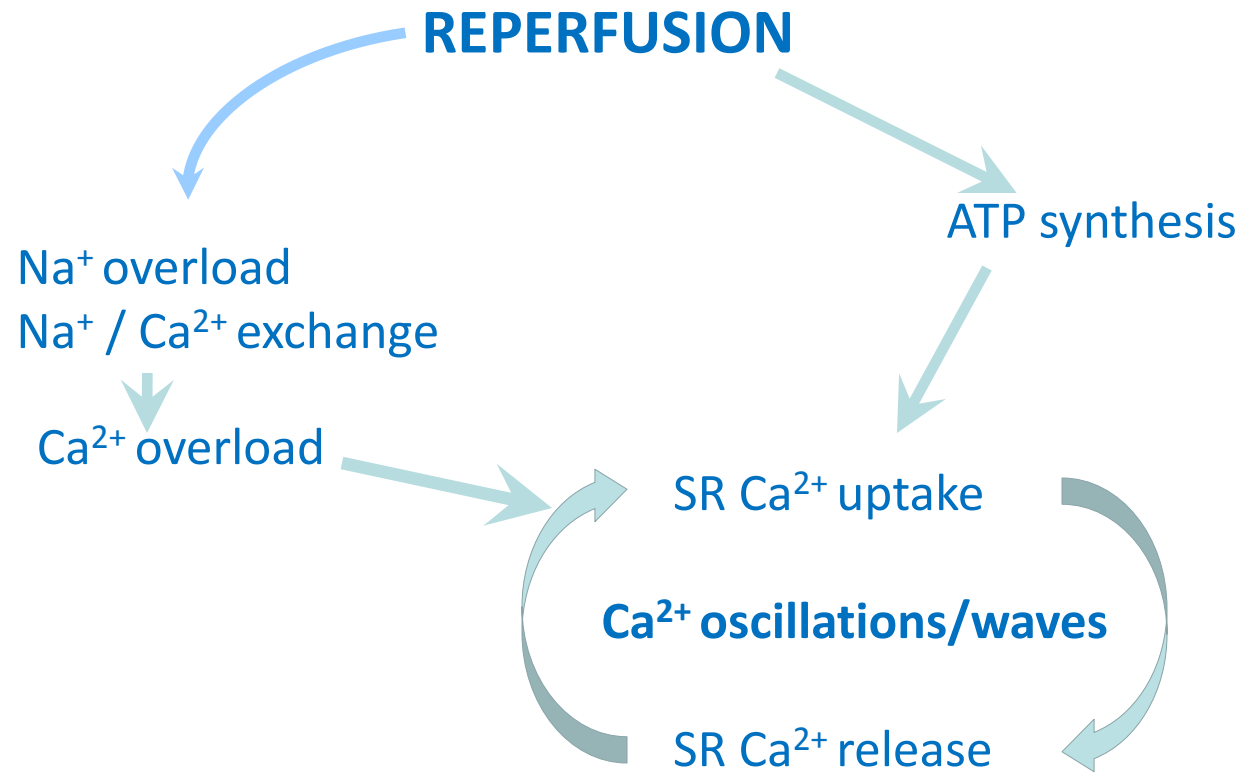 REPERFUSION
ATP synthesis
Na⁺ overload
Na⁺ / Ca²⁺ exchange
Ca²⁺ overload
SR Ca²⁺ uptake
Ca²⁺ oscillations/waves
SR Ca²⁺ release